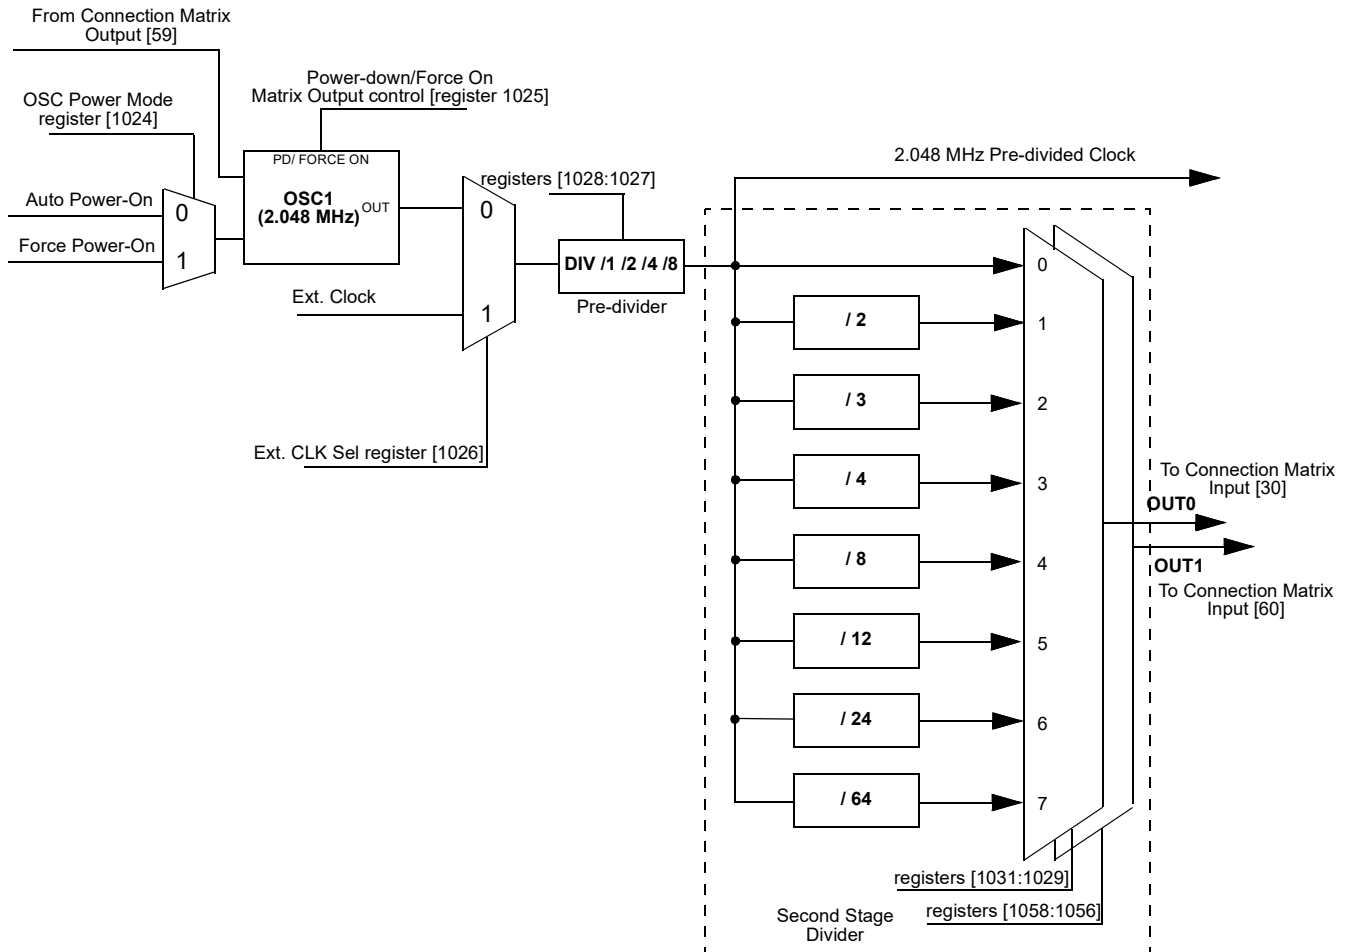 From Connection Matrix
Output [59]
OSC Power Mode
register [1024]
Power-down/Force On
Matrix Output control [register 1025]
Auto Power-On
Force Power-On
0
1
PD/ FORCE ON
OSC1
(2.048 MHz)
OUT
Ext. Clock
0
1
Ext. CLK Sel register [1026]
registers [1028:1027]
DIV /1 /2 /4 /8
Pre-divider
2.048 MHz Pre-divided Clock
0
/ 2
1
/ 3
2
/ 4
3
/ 8
4
/ 12
5
/ 24
6
/ 64
7
To Connection Matrix
Input [30]
OUT0
OUT1
To Connection Matrix
Input [60]
registers [1031:1029]
registers [1058:1056]
Second Stage
Divider